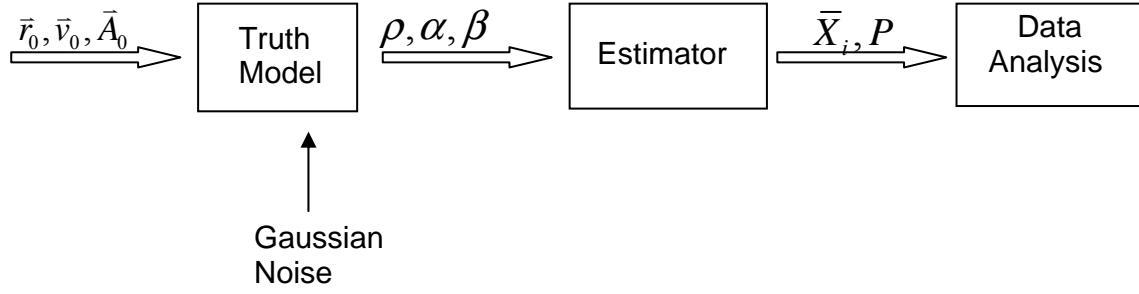 r⃗₀, v⃗₀, A⃗₀
Truth
Model
ρ, α, β
Estimator
X̅ᵢ, P
Data
Analysis
Gaussian
Noise